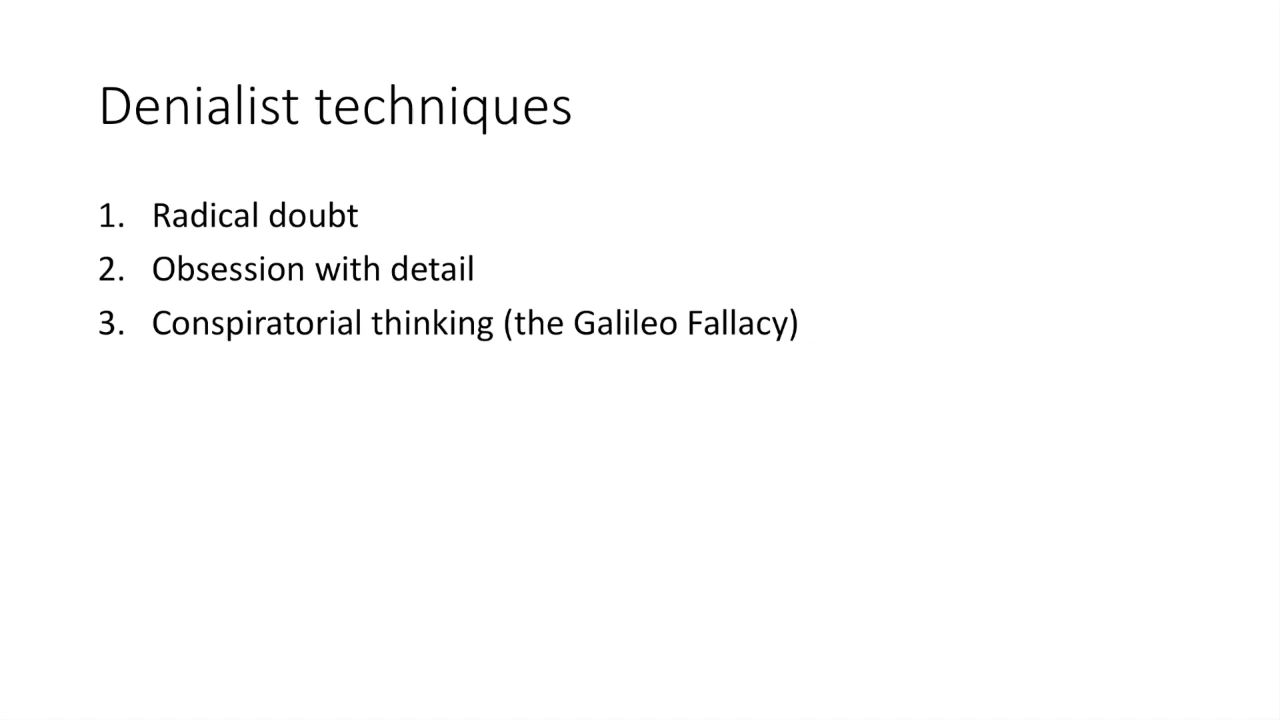 Denialist techniques
1. Radical doubt
2. Obsession with detail
3. Conspiratorial thinking (the Galileo Fallacy)